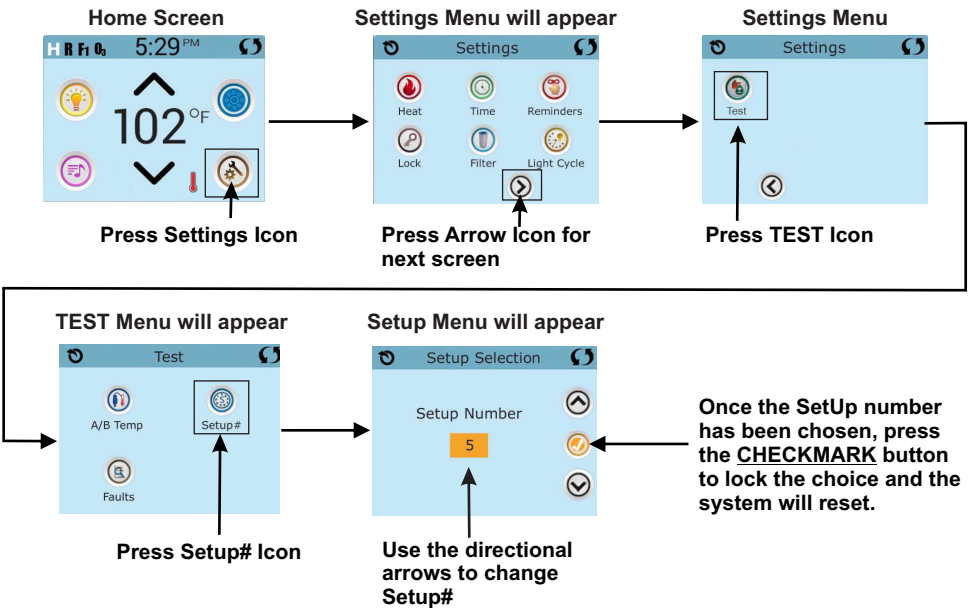 Home Screen
H R F1 O3 5:29 PM
102 °F
Press Settings Icon
Settings Menu will appear
Settings
Heat Time Reminders
Lock Filter Light Cycle
Press Arrow Icon for
next screen
Settings Menu
Settings
Test
Press TEST Icon
TEST Menu will appear
Test
A/B Temp Setup#
Faults
Press Setup# Icon
Setup Menu will appear
Setup Selection
Setup Number
5
Use the directional
arrows to change
Setup#
Once the SetUp number
has been chosen, press
the CHECKMARK button
to lock the choice and the
system will reset.